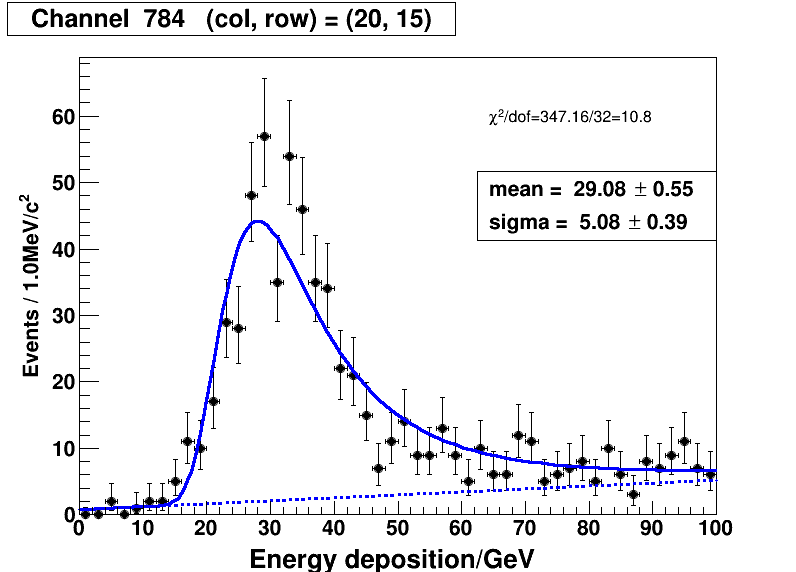 Channel  784   (col, row) = (20, 15)
χ²/dof=347.16/32=10.8
mean =  29.08 ± 0.55
sigma =  5.08 ± 0.39
Events / 1.0MeV/c²
60
50
40
30
20
10
0
0 10 20 30 40 50 60 70 80 90 100
Energy deposition/GeV